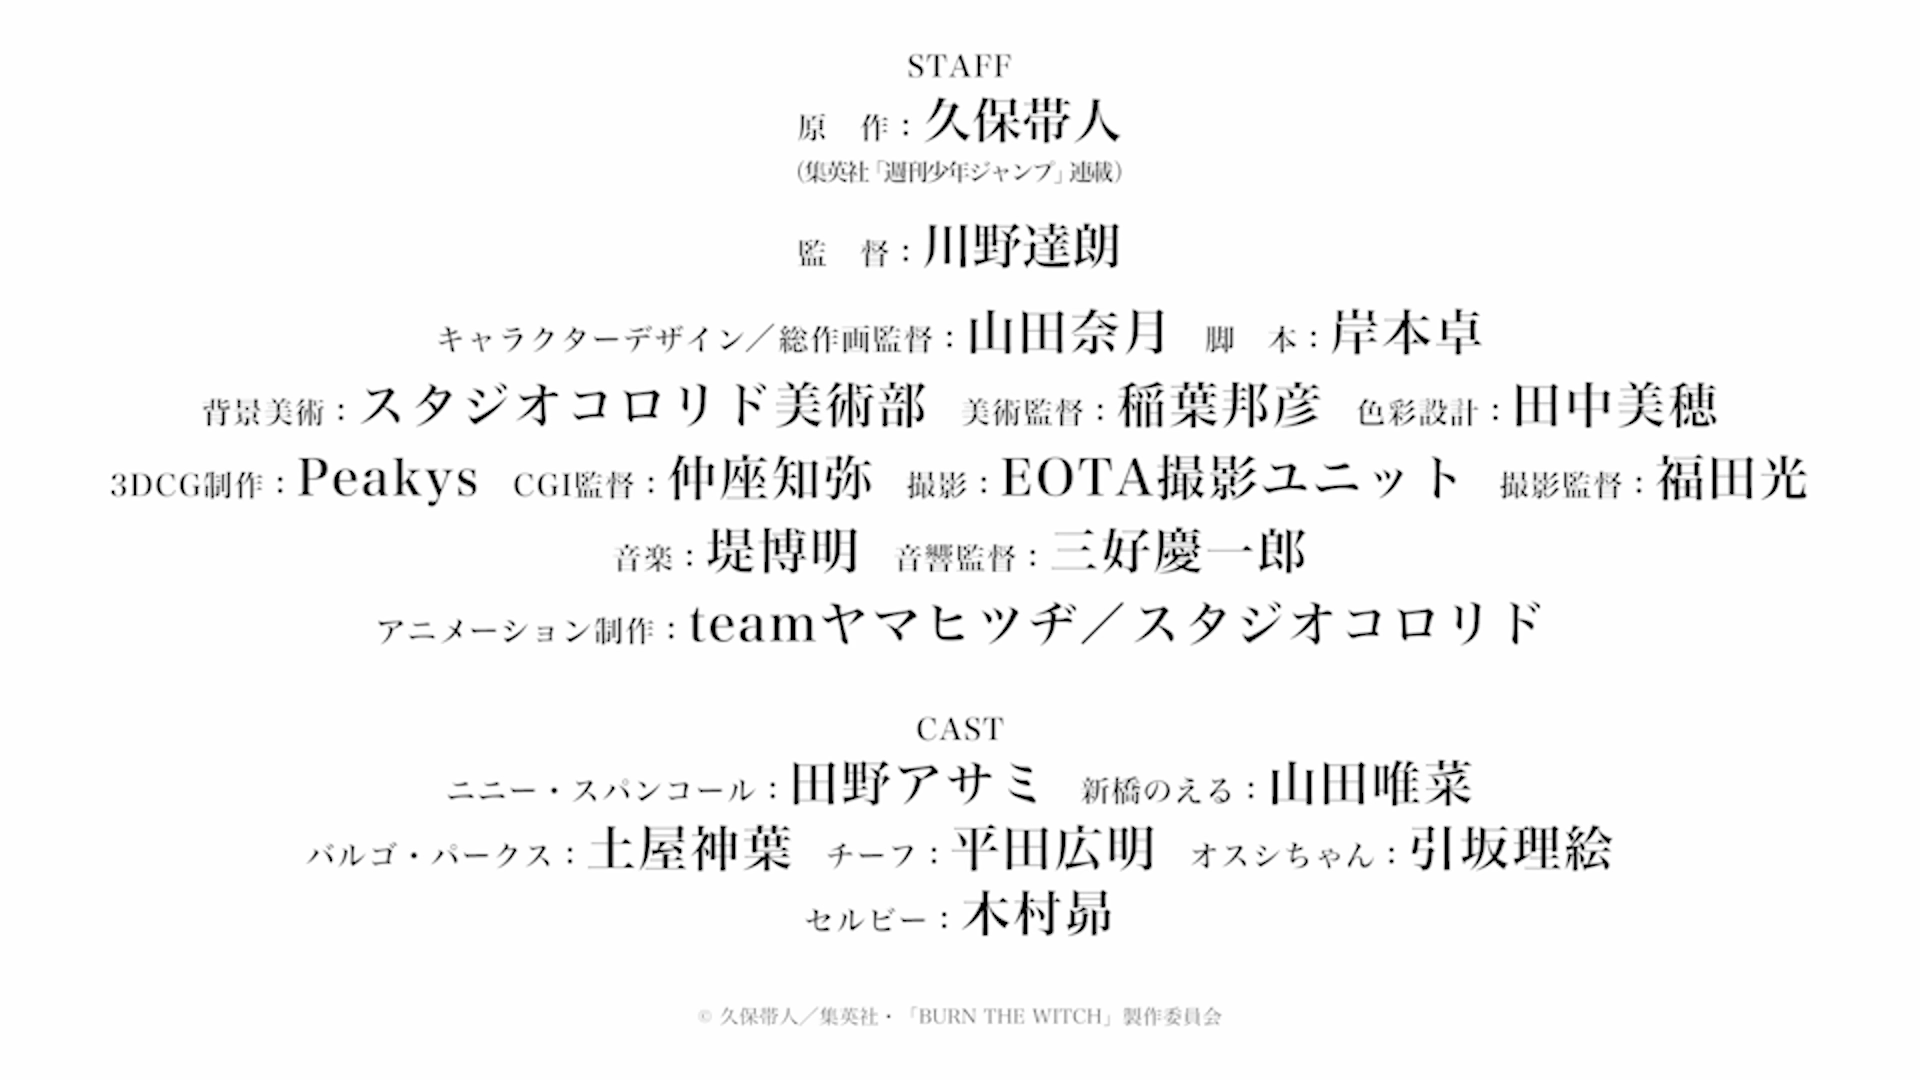 STAFF
原　作：久保帯人
（集英社「週刊少年ジャンプ」連載）
監　督：川野達朗
キャラクターデザイン／総作画監督：山田奈月　脚　本：岸本卓
背景美術：スタジオコロリド美術部　美術監督：稲葉邦彦　色彩設計：田中美穂
3DCG制作：Peakys　CGI監督：仲座知弥　撮影：EOTA撮影ユニット　撮影監督：福田光
音楽：堤博明　音響監督：三好慶一郎
アニメーション制作：teamヤマヒツヂ／スタジオコロリド
CAST
ニニー・スパンコール：田野アサミ　新橋のえる：山田唯菜
バルゴ・パークス：土屋神葉　チーフ：平田広明　オスシちゃん：引坂理絵
セルビー：木村昴
© 久保帯人／集英社・「BURN THE WITCH」製作委員会